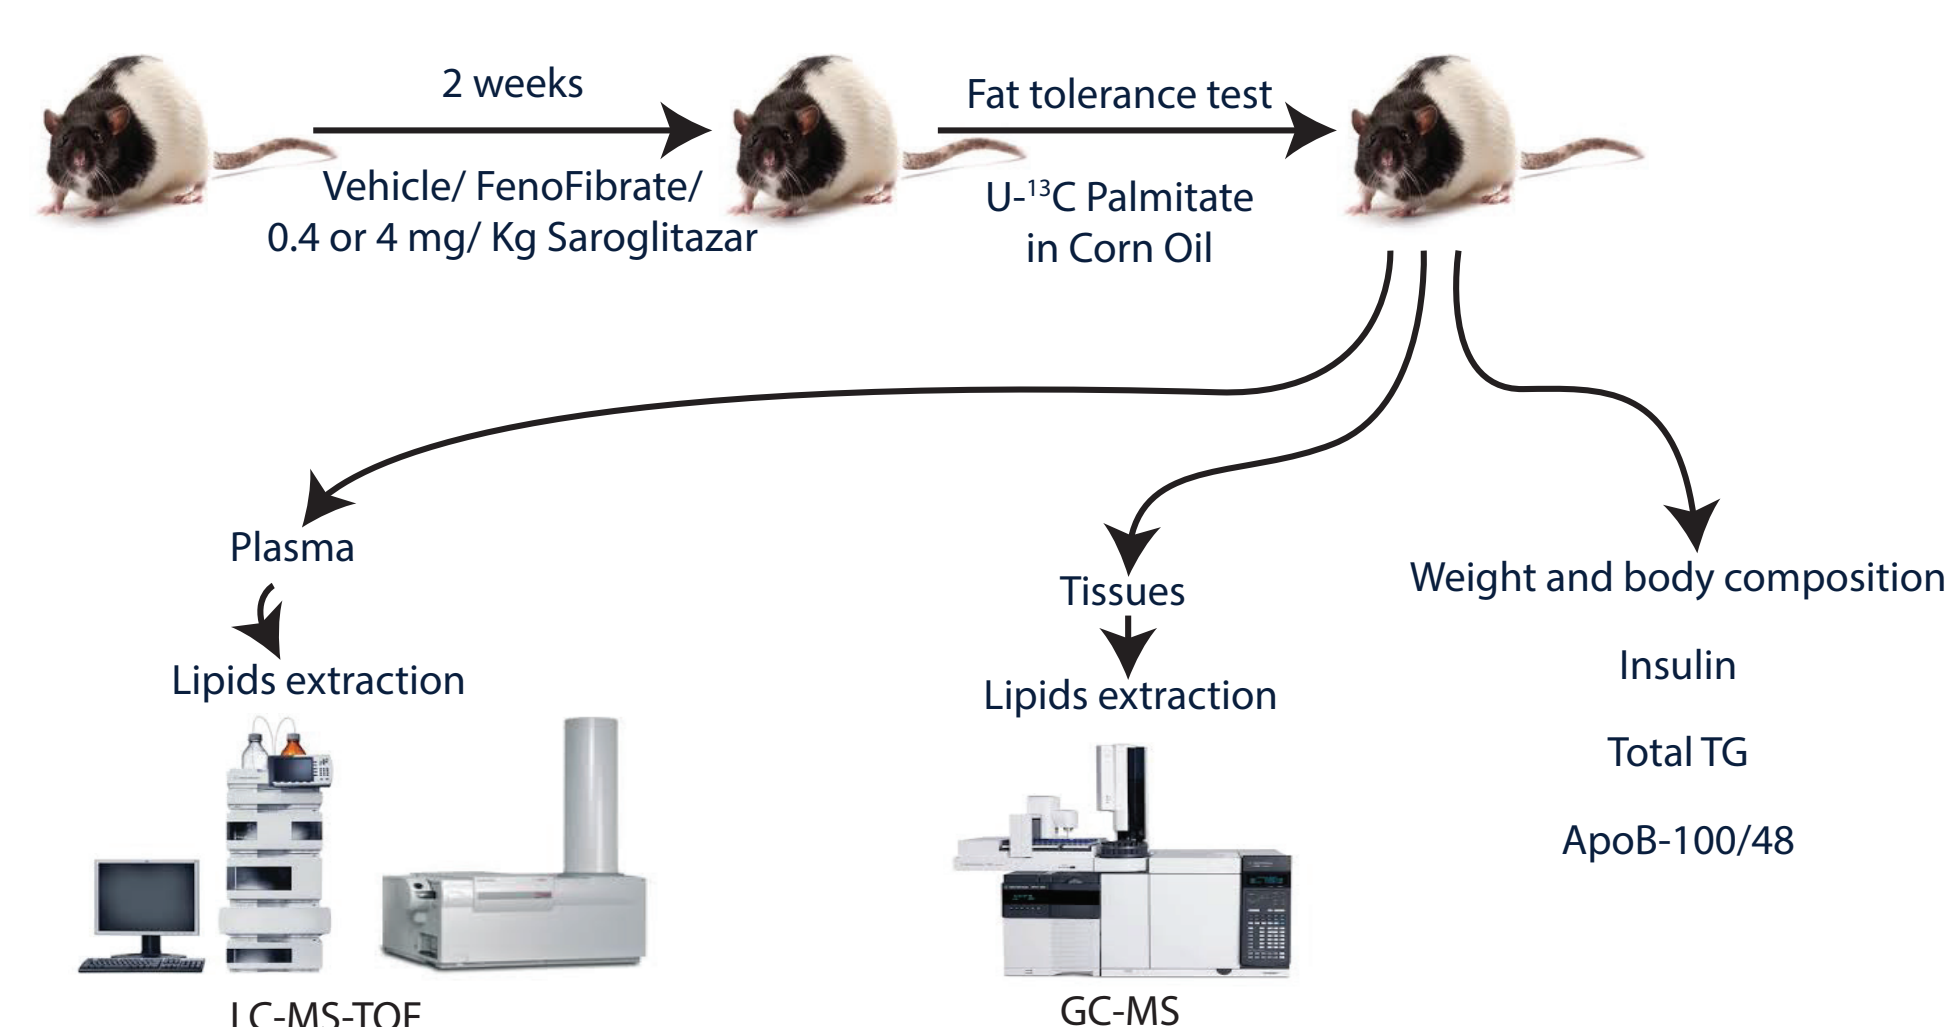 2 weeks
Vehicle/ FenoFibrate/
0.4 or 4 mg/ Kg Saroglitazar
Fat tolerance test
U-¹³C Palmitate
in Corn Oil
Plasma
Lipids extraction
LC-MS-TOF
Tissues
Lipids extraction
GC-MS
Weight and body composition
Insulin
Total TG
ApoB-100/48